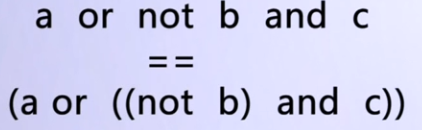 a or not b and c
==
(a or ((not b) and c))